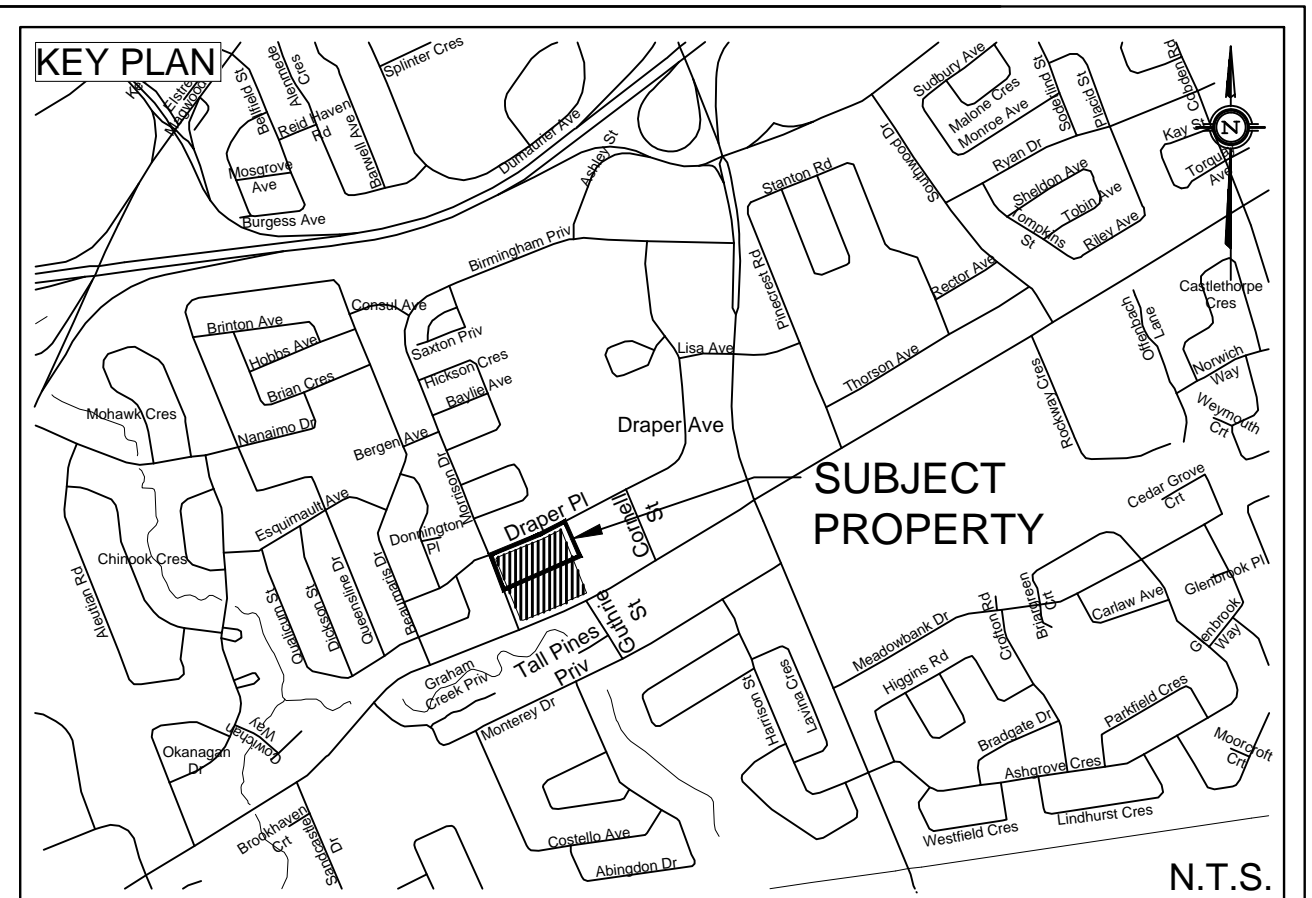 KEY PLAN
Elstre
Magwood
Belfield St
Alenmede
Cres
Reid Haven
Rd
Barwell Ave
Splinter Cres
Mosgrove
Ave
Burgess Ave
Dumaurier Ave
Ashley St
Sudbury Ave
Malone Cres
Monroe Ave
Soderlind St
Placid St
Cobden Rd
Kay St
Torquay
Ave
N
Southwood Dr
Ryan Dr
Stanton Rd
Sheldon Ave
Tobin Ave
Tompkins
St
Riley Ave
Birmingham Priv
Pinecrest Rd
Rector Ave
Castlethorpe
Cres
Consul Ave
Brinton Ave
Hobbs Ave
Brian Cres
Saxton Priv
Hickson Cres
Baylie Ave
Lisa Ave
Thorson Ave
Offenbach
Lane
Norwich
Way
Weymouth
Crt
Rockway Cres
Mohawk Cres
Nanaimo Dr
Bergen Ave
Morrison Dr
Draper Ave
SUBJECT
PROPERTY
Cedar Grove
Crt
Esquimault Ave
Donnington
Pl
Draper Pl
Cornell
St
Chinook Cres
Aleutian Rd
Qualicum St
Dickson St
Queensline Dr
Beaumaris Dr
Guthrie
St
Tall Pines
Priv
Graham
Creek Priv
Monterey Dr
Meadowbank Dr
Crofton Rd
Briargreen
Crt
Carlaw Ave
Glenbrook Pl
Glenbrook
Way
Higgins Rd
Harrison St
Lavina Cres
Bradgate Dr
Parkfield Cres
Ashgrove Cres
Moorcroft
Crt
Cowichan
Way
Okanagan
Dr
Brookhaven
Crt
Sandcastle
Dr
Costello Ave
Abingdon Dr
Westfield Cres
Lindhurst Cres
N.T.S.